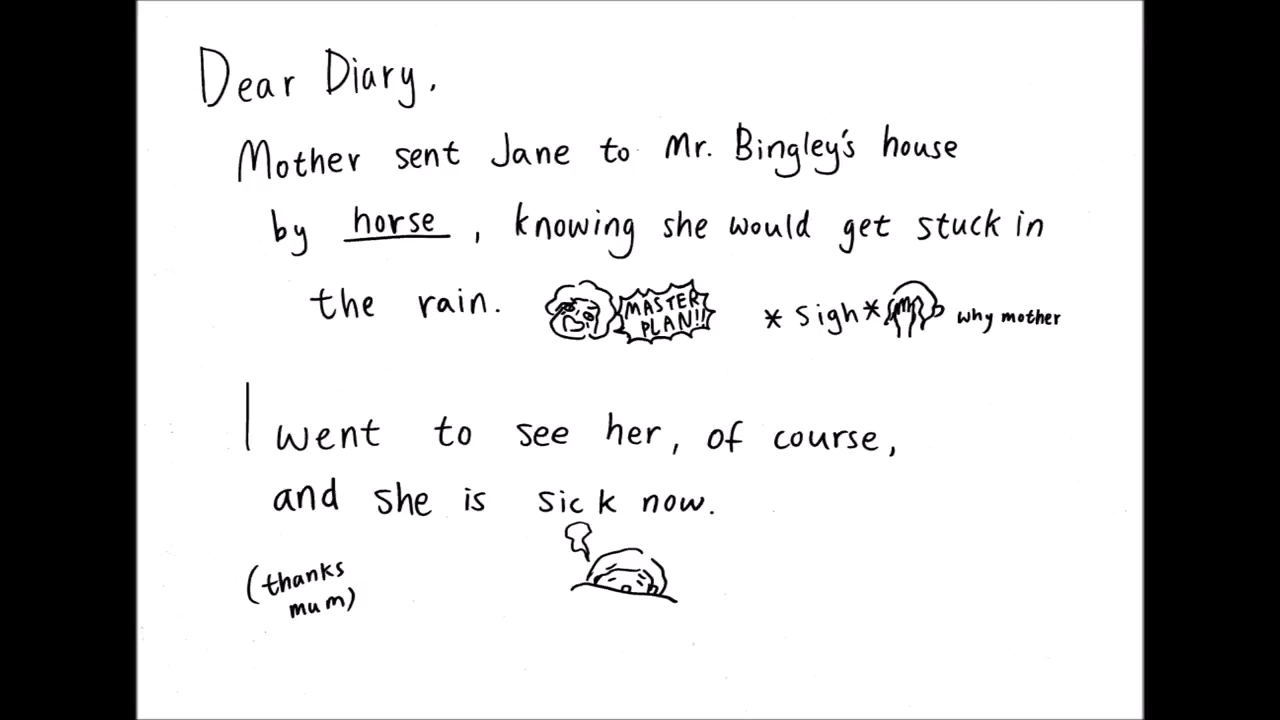 Dear Diary.
Mother sent Jane to Mr. Bingley's house
by horse, knowing she would get stuck in
the rain. MASTER PLAN!! *sigh* why mother
I went to see her, of course,
and she is sick now.
(thanks
mum)